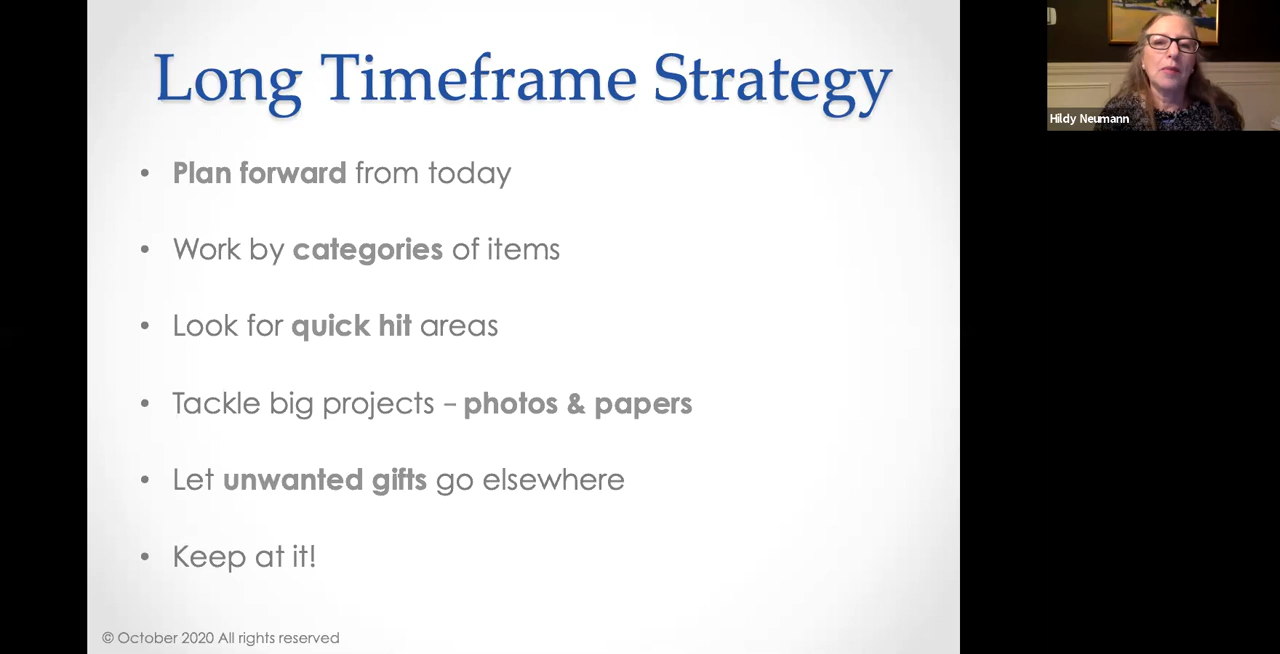 Long Timeframe Strategy
• Plan forward from today
• Work by categories of items
• Look for quick hit areas
• Tackle big projects – photos & papers
• Let unwanted gifts go elsewhere
• Keep at it!
© October 2020 All rights reserved
Hildy Neumann